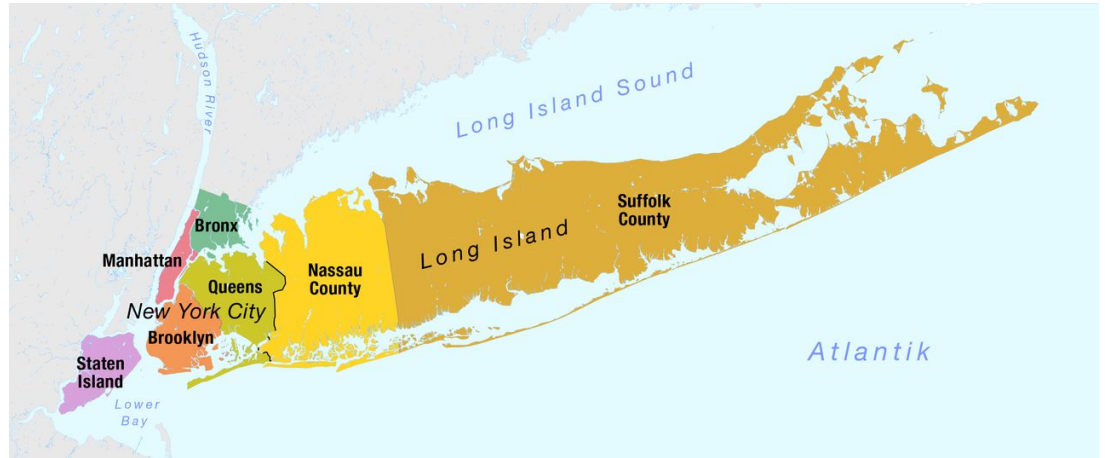 Hudson River
Long Island Sound
Bronx
Manhattan
Queens
New York City
Brooklyn
Staten
Island
Nassau
County
Long Island
Suffolk
County
Atlantik
Lower
Bay